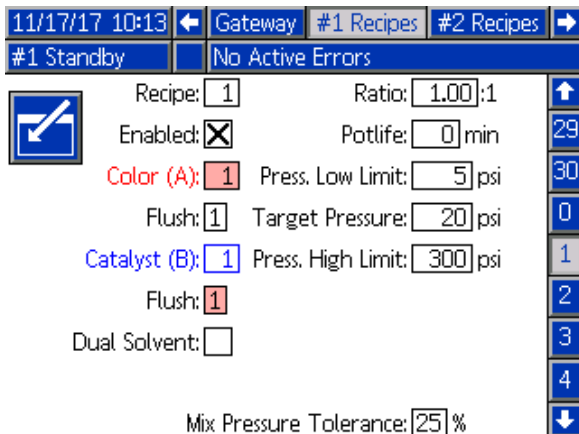 11/17/17 10:13 Gateway #1 Recipes #2 Recipes
#1 Standby No Active Errors
Recipe: 1 Ratio: 1.00 :1
Enabled: Potlife: 0 min
Color (A): 1 Press. Low Limit: 5 psi
Flush: 1 Target Pressure: 20 psi
Catalyst (B): 1 Press. High Limit: 300 psi
Flush: 1
Dual Solvent:
Mix Pressure Tolerance: 25 %
29
30
0
1
2
3
4